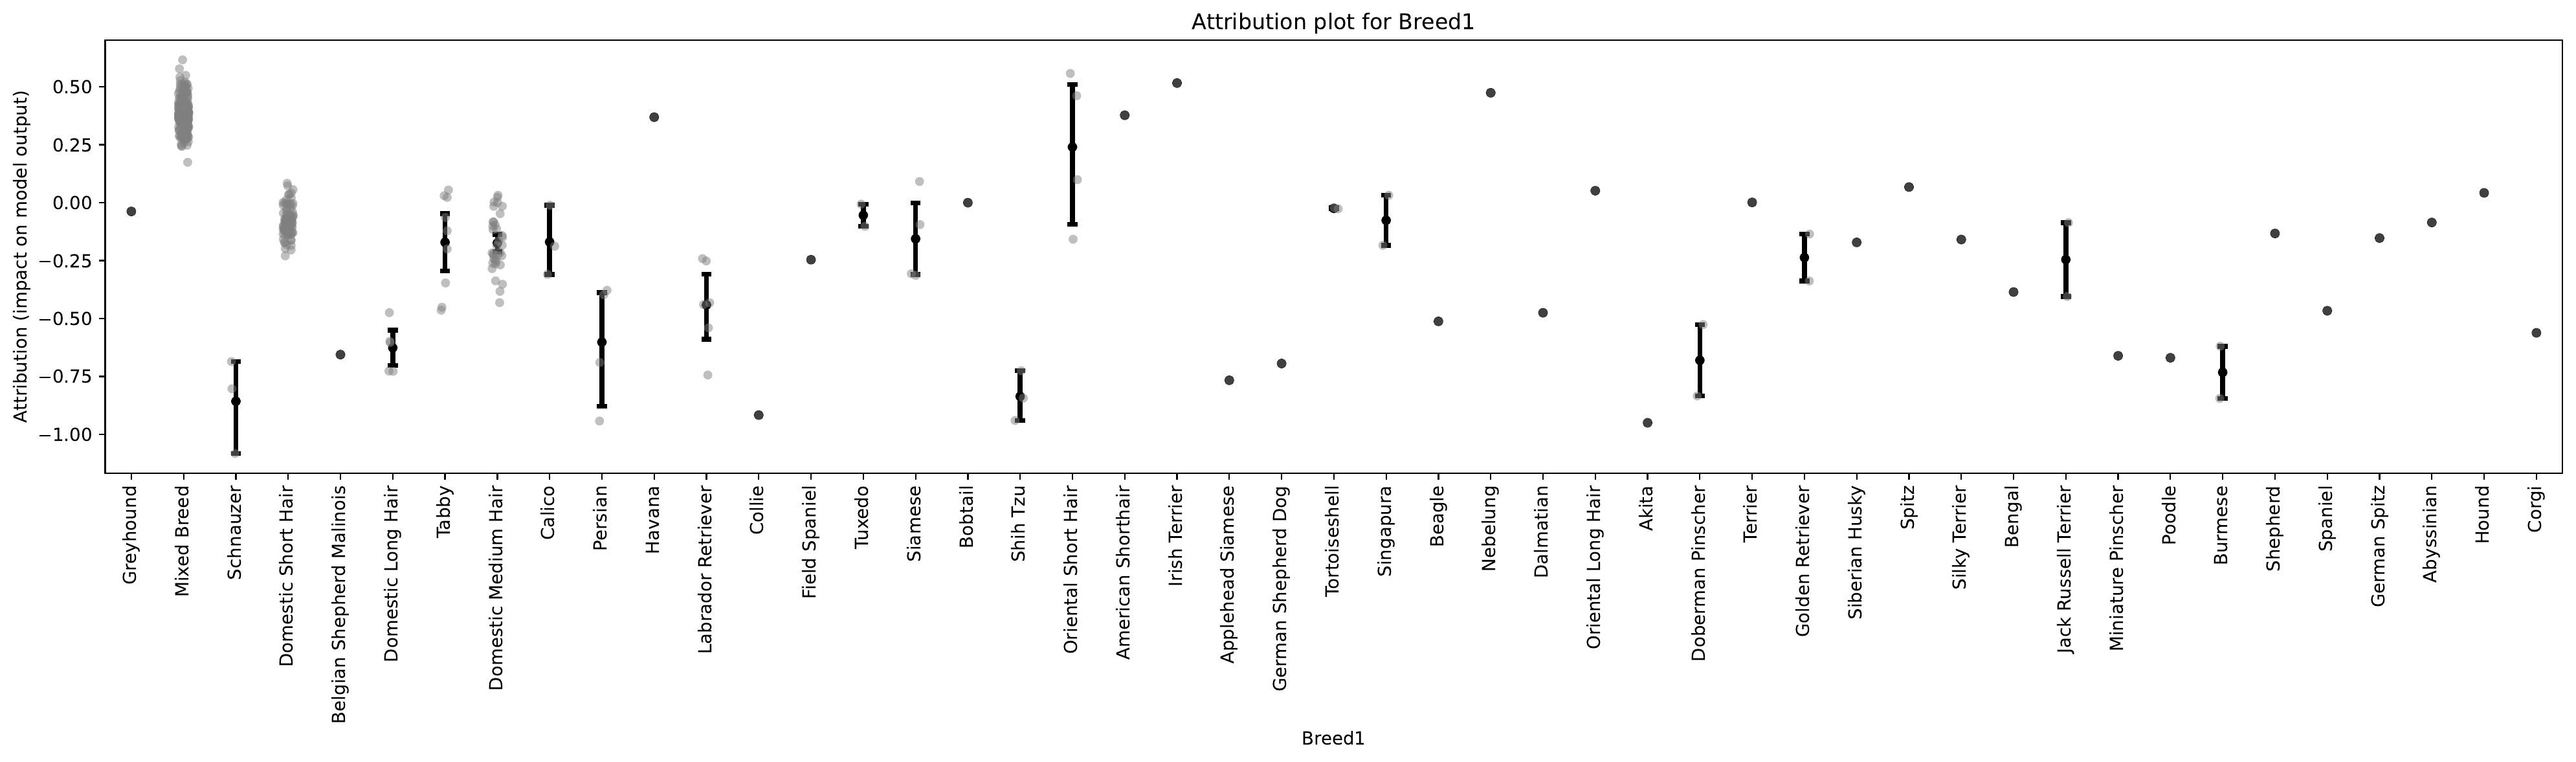 Attribution plot for Breed1
Attribution (impact on model output)
0.50
0.25
0.00
−0.25
−0.50
−0.75
−1.00
Greyhound
Mixed Breed
Schnauzer
Domestic Short Hair
Belgian Shepherd Malinois
Domestic Long Hair
Tabby
Domestic Medium Hair
Calico
Persian
Havana
Labrador Retriever
Collie
Field Spaniel
Tuxedo
Siamese
Bobtail
Shih Tzu
Oriental Short Hair
American Shorthair
Irish Terrier
Applehead Siamese
German Shepherd Dog
Tortoiseshell
Singapura
Beagle
Nebelung
Dalmatian
Oriental Long Hair
Akita
Doberman Pinscher
Terrier
Golden Retriever
Siberian Husky
Spitz
Silky Terrier
Bengal
Jack Russell Terrier
Miniature Pinscher
Poodle
Burmese
Shepherd
Spaniel
German Spitz
Abyssinian
Hound
Corgi
Breed1